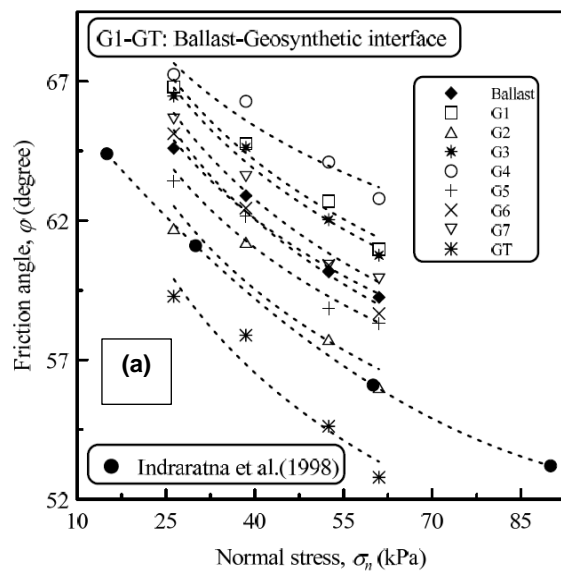 G1-GT: Ballast-Geosynthetic interface
67
62
57
52
Friction angle, φ (degree)
Ballast
G1
G2
G3
G4
G5
G6
G7
GT
(a)
Indraratna et al.(1998)
10 25 40 55 70 85
Normal stress, σn (kPa)